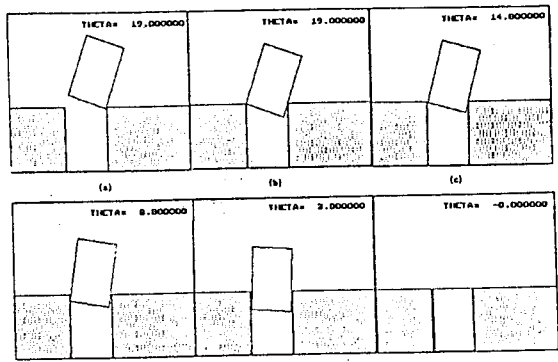 THETA= 19.000000
THETA= 19.000000
THETA= 14.000000
(a)
(b)
(c)
THETA= 8.000000
THETA= 3.000000
THETA= -0.000000